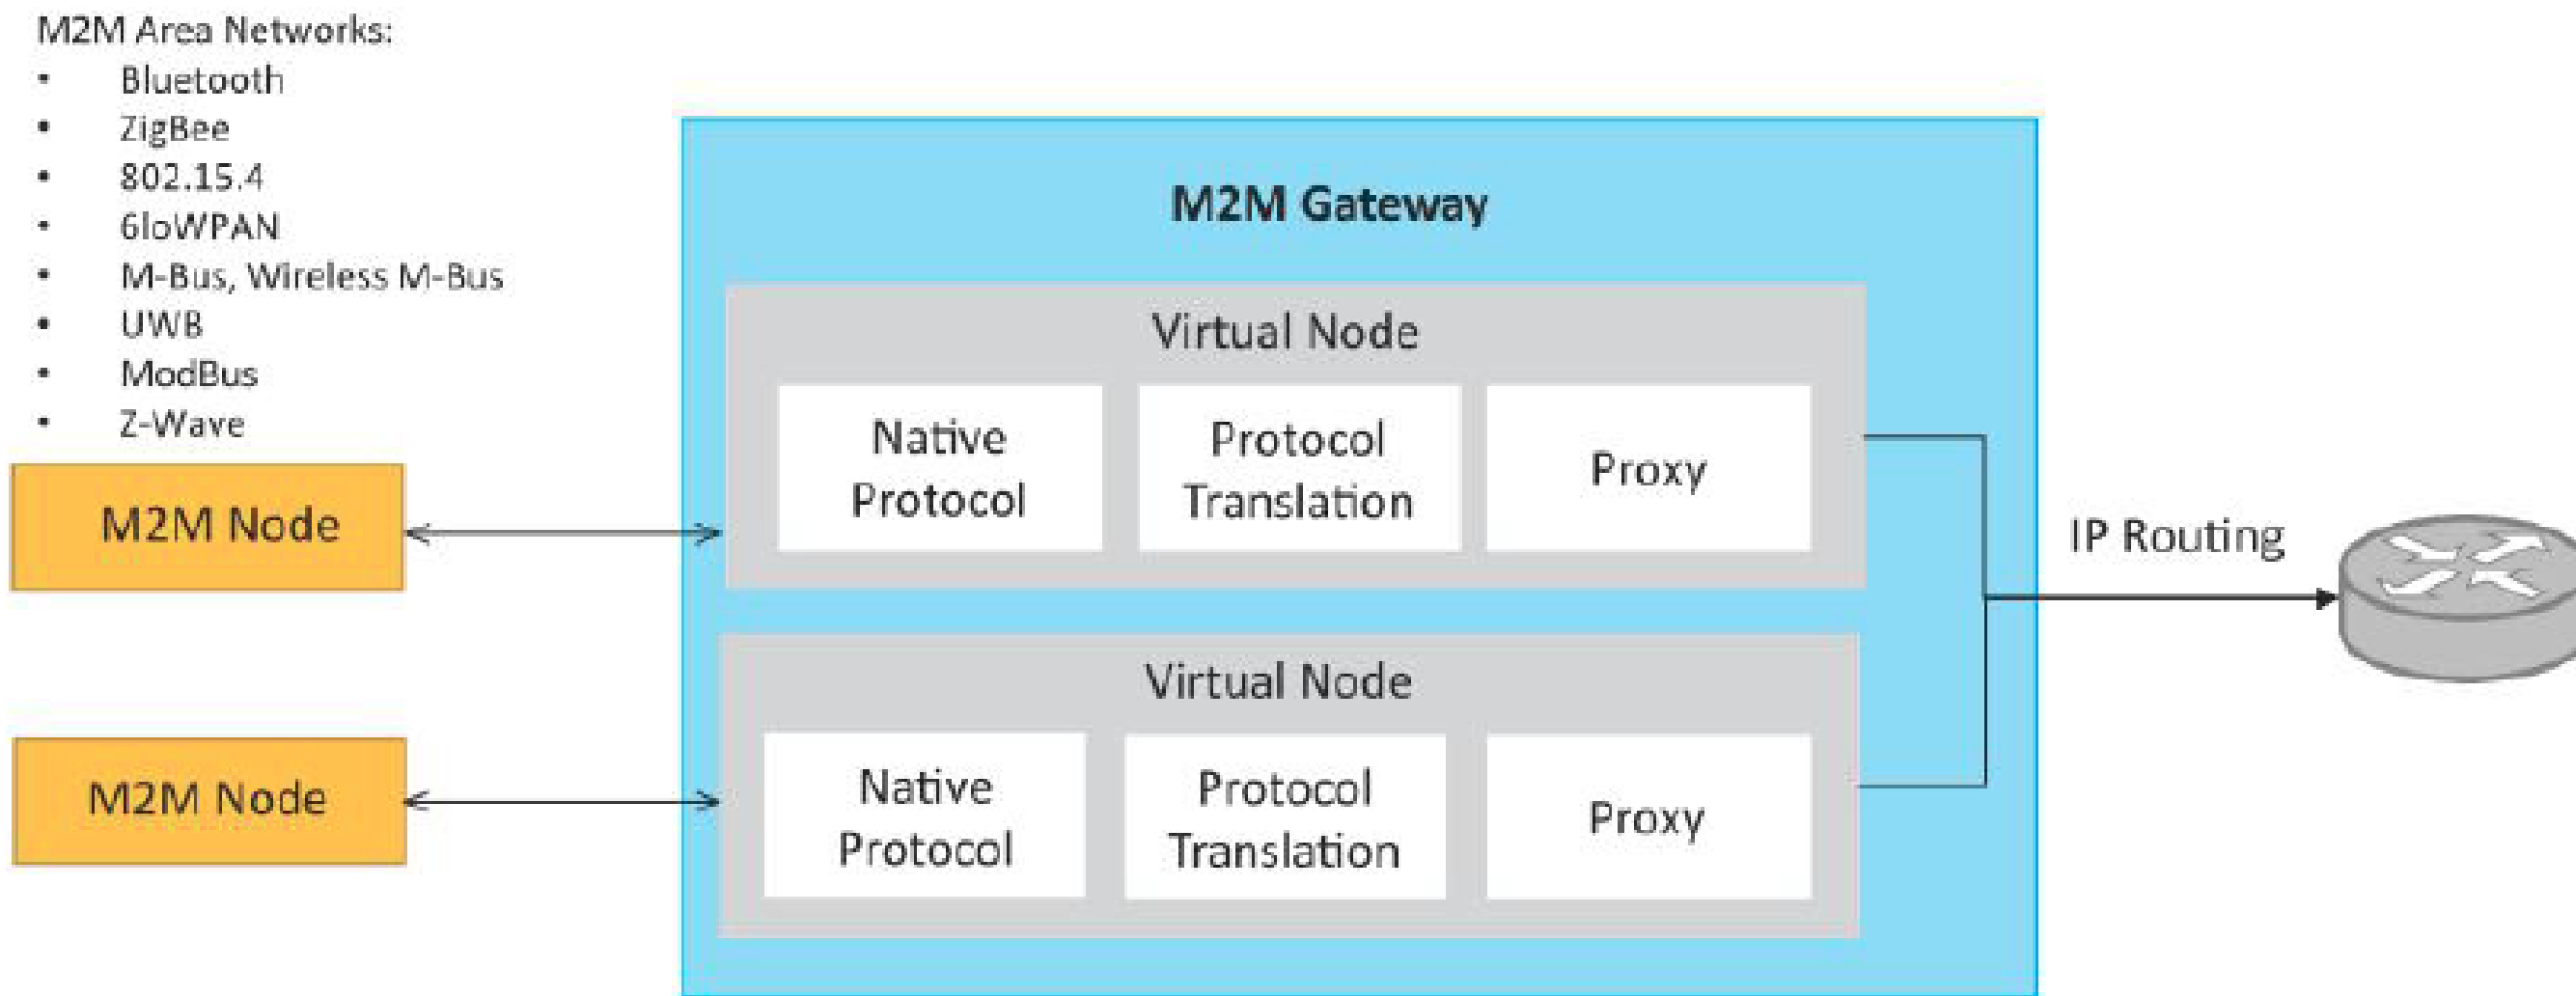 M2M Area Networks:
• Bluetooth
• ZigBee
• 802.15.4
• 6loWPAN
• M-Bus, Wireless M-Bus
• UWB
• ModBus
• Z-Wave
M2M Node
M2M Node
M2M Gateway
Virtual Node
Native
Protocol
Protocol
Translation
Proxy
Virtual Node
Native
Protocol
Protocol
Translation
Proxy
IP Routing